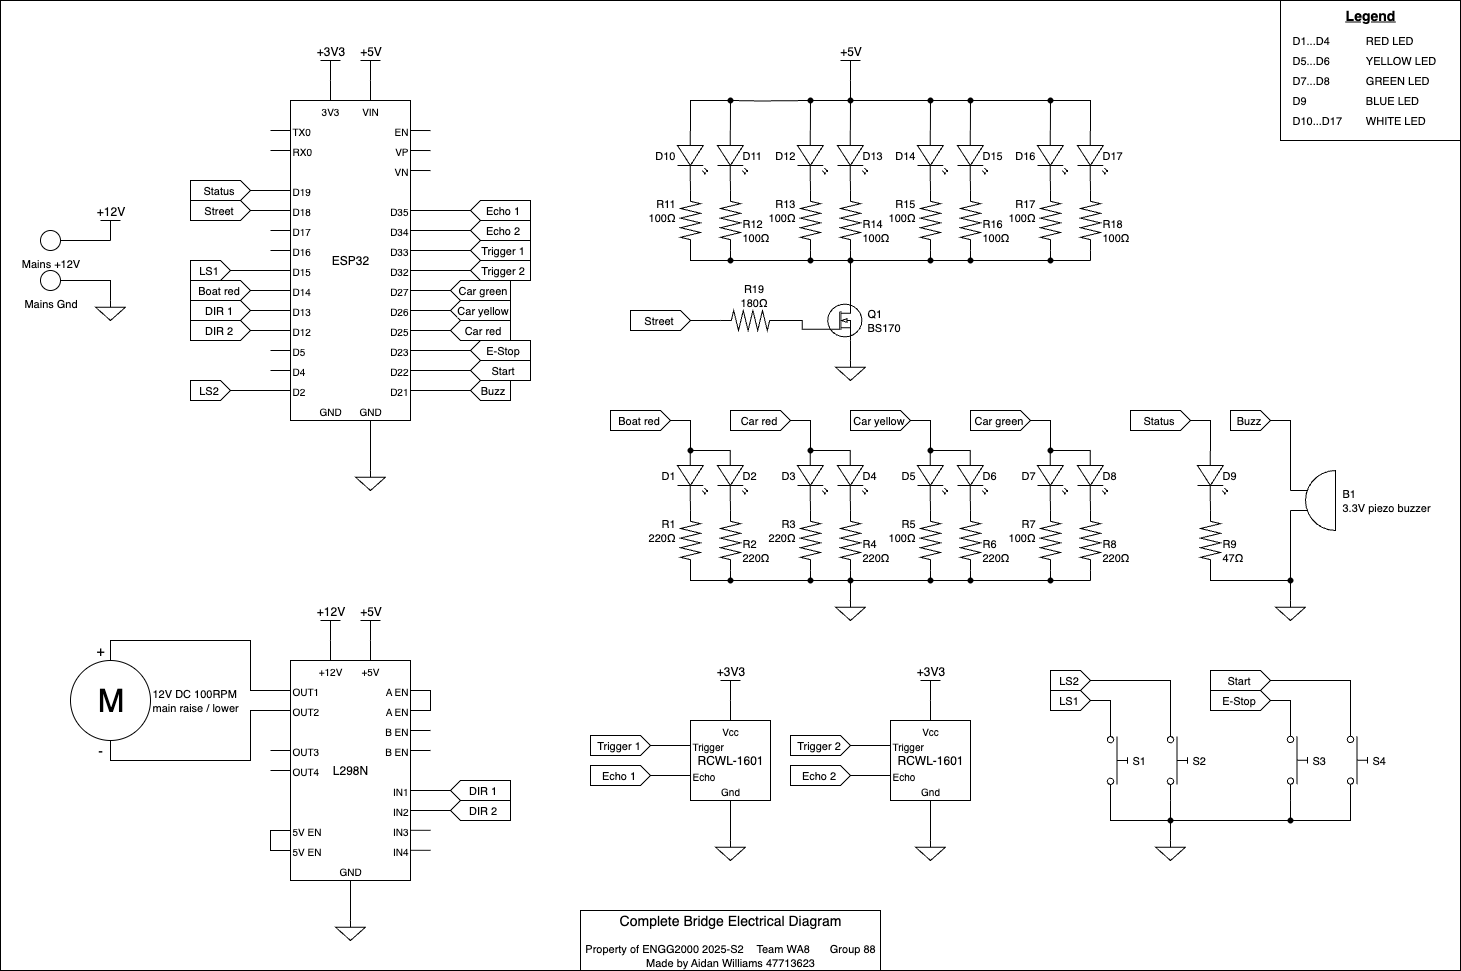 Legend
D1...D4 RED LED
D5...D6 YELLOW LED
D7...D8 GREEN LED
D9 BLUE LED
D10...D17 WHITE LED
+3V3 +5V
3V3 VIN
TX0 EN
RX0 VP
VN
Status D19
Street D18 D35 Echo 1
D17 D34 Echo 2
D16 D33 Trigger 1
ESP32
LS1 D15 D32 Trigger 2
Boat red D14 D27 Car green
DIR 1 D13 D26 Car yellow
DIR 2 D12 D25 Car red
D5 D23 E-Stop
D4 D22 Start
LS2 D2 D21 Buzz
GND GND
+12V
Mains +12V
Mains Gnd
+5V
D10 D11 D12 D13 D14 D15 D16 D17
R11 R13 R15 R17
100Ω 100Ω 100Ω 100Ω
R12 R14 R16 R18
100Ω 100Ω 100Ω 100Ω
R19
180Ω
Street
Q1
BS170
Boat red Car red Car yellow Car green Status Buzz
D1 D2 D3 D4 D5 D6 D7 D8 D9
R1 R3 R5 R7
220Ω 220Ω 100Ω 100Ω
R2 R4 R6 R8 R9
220Ω 220Ω 220Ω 220Ω 47Ω
B1
3.3V piezo buzzer
+12V +5V
+12V +5V
+
M
-
12V DC 100RPM
main raise / lower
OUT1 A EN
OUT2 A EN
B EN
OUT3 B EN
OUT4 L298N
IN1 DIR 1
IN2 DIR 2
5V EN IN3
5V EN IN4
GND
+3V3 +3V3
Vcc Vcc
Trigger 1 Trigger Trigger 2 Trigger
RCWL-1601 RCWL-1601
Echo 1 Echo Echo 2 Echo
Gnd Gnd
LS2 Start
LS1 E-Stop
S1 S2 S3 S4
Complete Bridge Electrical Diagram
Property of ENGG2000 2025-S2 Team WA8 Group 88
Made by Aidan Williams 47713623